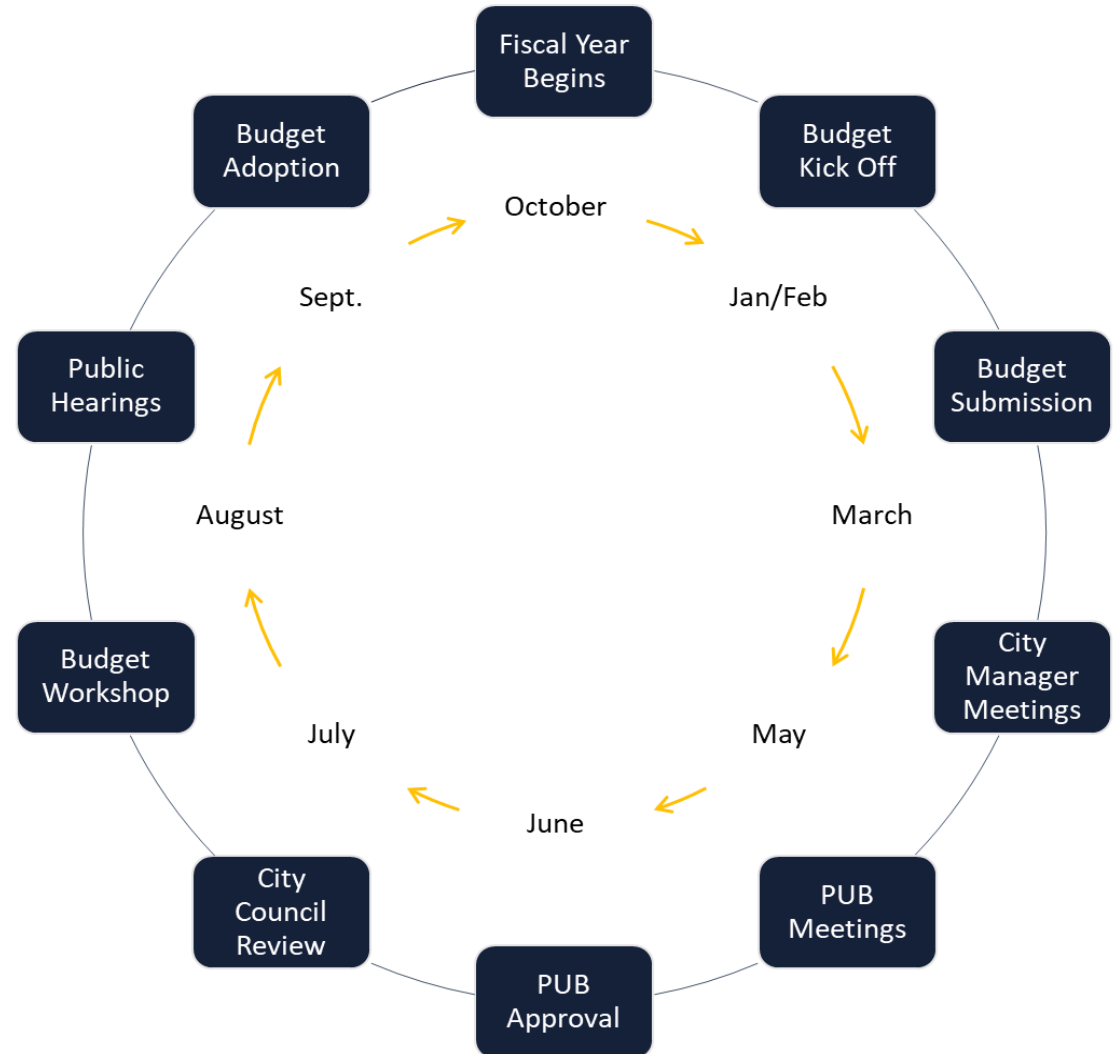 Fiscal Year
Begins
Budget
Kick Off
Budget
Submission
City
Manager
Meetings
PUB
Meetings
PUB
Approval
City
Council
Review
Budget
Workshop
Public
Hearings
Budget
Adoption
October
Jan/Feb
March
May
June
July
August
Sept.